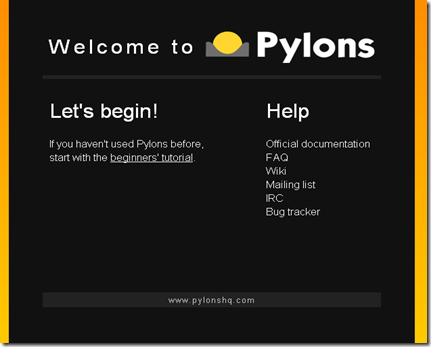 Welcome to Pylons
Let's begin!
If you haven't used Pylons before,
start with the beginners' tutorial.
Help
Official documentation
FAQ
Wiki
Mailing list
IRC
Bug tracker
www.pylonshq.com